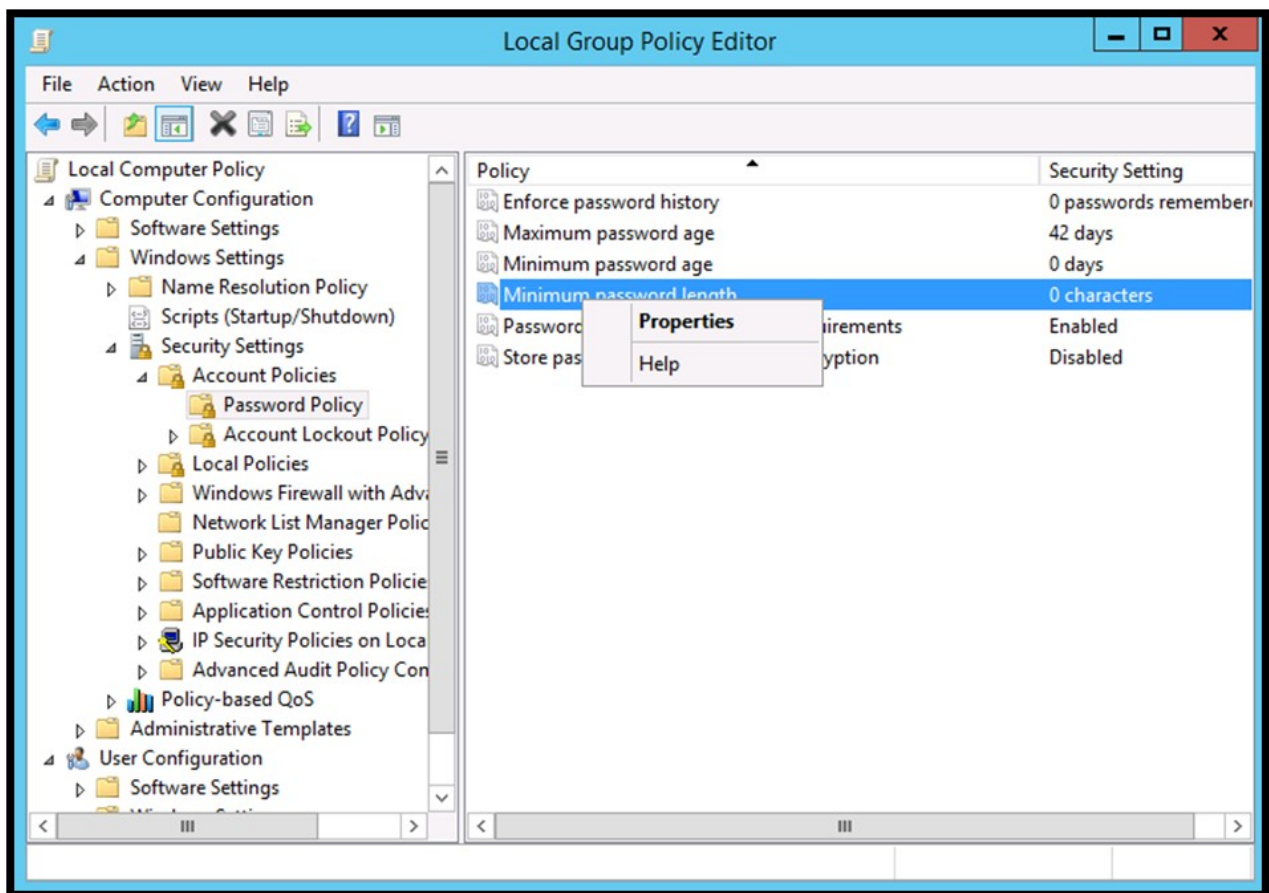 Local Group Policy Editor
File Action View Help
Local Computer Policy
Computer Configuration
Software Settings
Windows Settings
Name Resolution Policy
Scripts (Startup/Shutdown)
Security Settings
Account Policies
Password Policy
Account Lockout Policy
Local Policies
Windows Firewall with Adv
Network List Manager Polic
Public Key Policies
Software Restriction Policie
Application Control Policies
IP Security Policies on Loca
Advanced Audit Policy Con
Policy-based QoS
Administrative Templates
User Configuration
Software Settings
Policy Security Setting
Enforce password history 0 passwords remember
Maximum password age 42 days
Minimum password age 0 days
Minimum password length 0 characters
Password irements Enabled
Store pas yption Disabled
Properties
Help